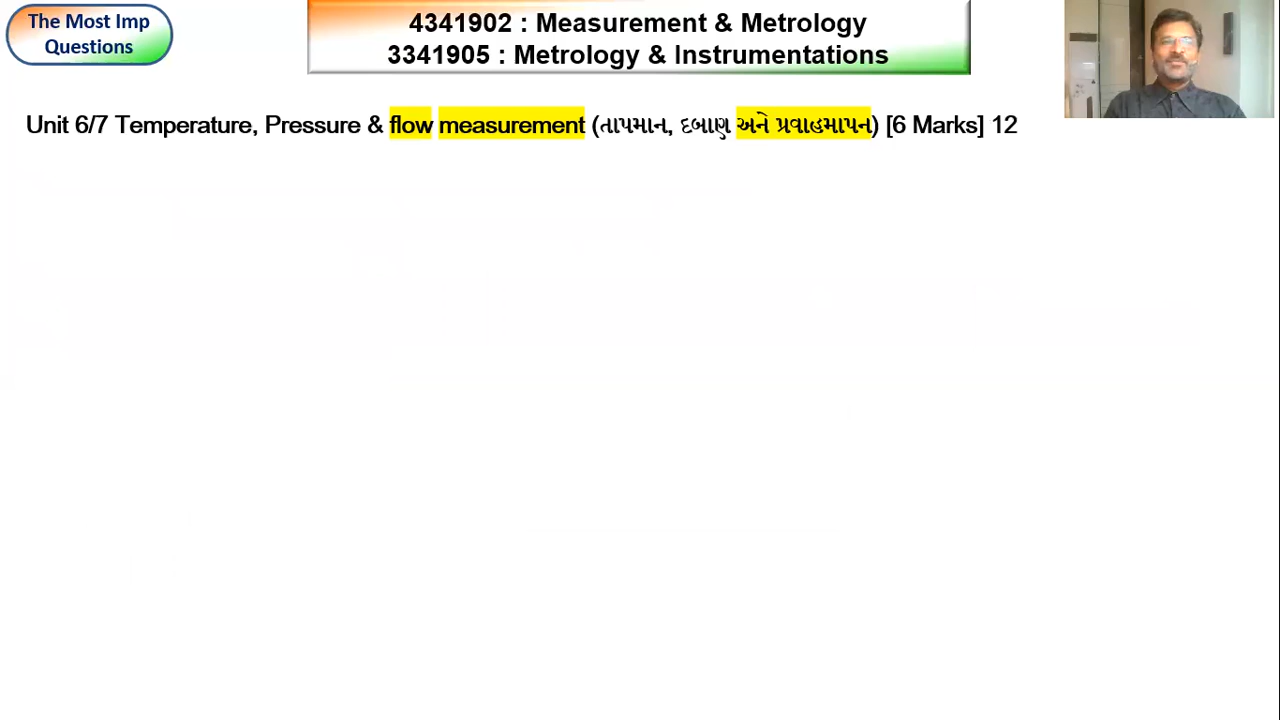 The Most Imp
Questions
4341902 : Measurement & Metrology
3341905 : Metrology & Instrumentations
Unit 6/7 Temperature, Pressure & flow measurement (તાપમાન, દબાણ અને પ્રવાહમાપન) [6 Marks] 12